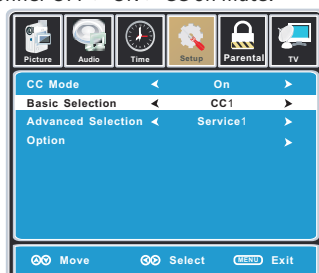 Picture Audio Time Setup Parental TV
CC Mode On
Basic Selection CC1
Advanced Selection Service1
Option
Move Select MENU Exit